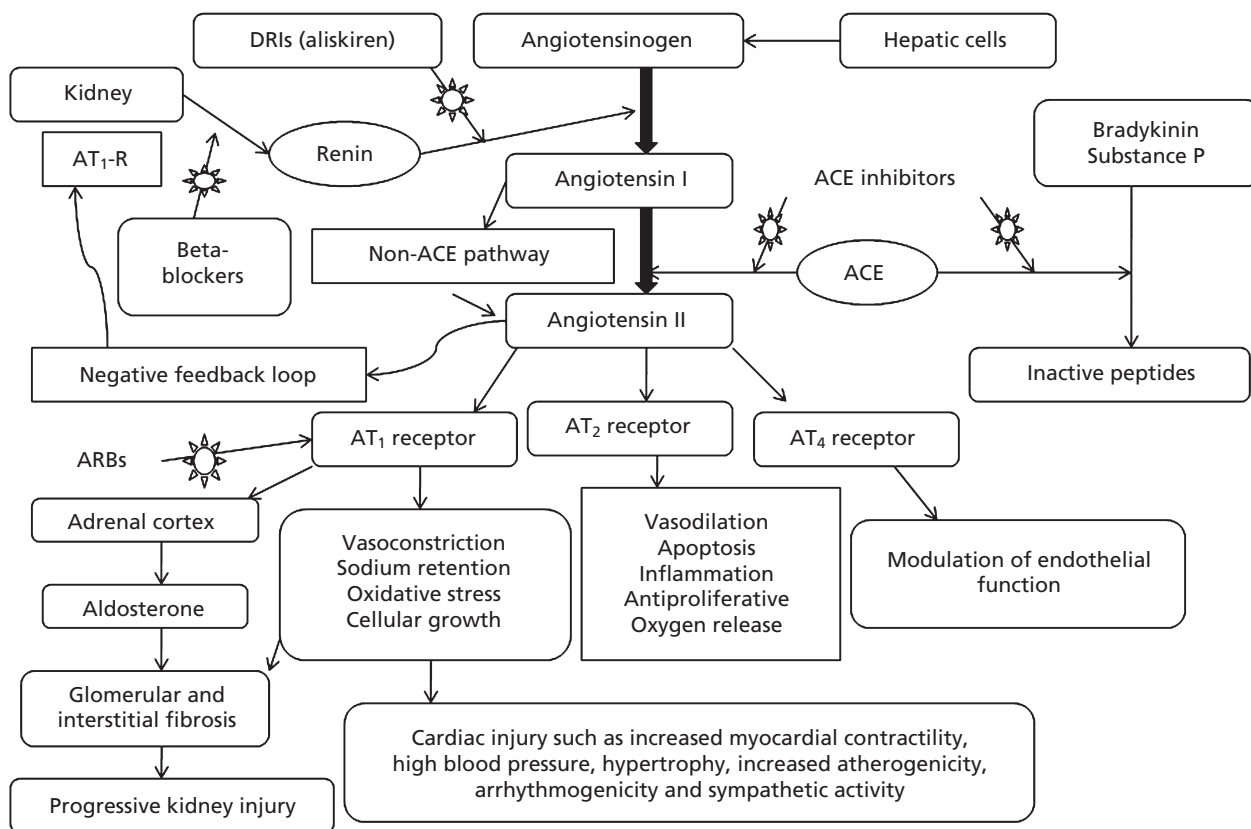 DRIs (aliskiren)
Angiotensinogen
Hepatic cells
Kidney
Renin
AT₁-R
Bradykinin
Substance P
Angiotensin I
ACE inhibitors
Beta-
blockers
Non-ACE pathway
ACE
Angiotensin II
Negative feedback loop
Inactive peptides
AT₁ receptor
AT₂ receptor
AT₄ receptor
ARBs
Adrenal cortex
Vasoconstriction
Sodium retention
Oxidative stress
Cellular growth
Vasodilation
Apoptosis
Inflammation
Antiproliferative
Oxygen release
Modulation of endothelial
function
Aldosterone
Glomerular and
interstitial fibrosis
Cardiac injury such as increased myocardial contractility,
high blood pressure, hypertrophy, increased atherogenicity,
arrhythmogenicity and sympathetic activity
Progressive kidney injury